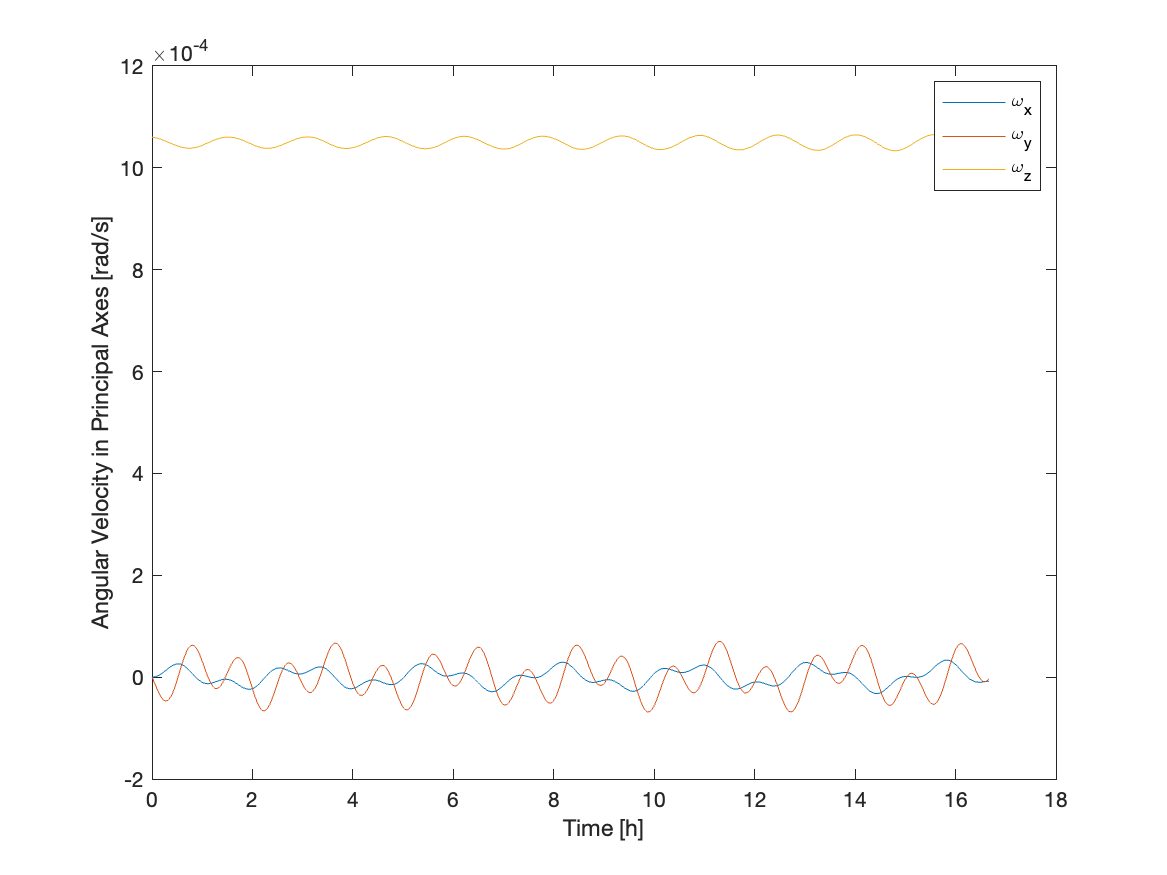 ×10⁻⁴
12
10
8
6
4
2
0
-2
Angular Velocity in Principal Axes [rad/s]
ωx
ωy
ωz
0 2 4 6 8 10 12 14 16 18
Time [h]